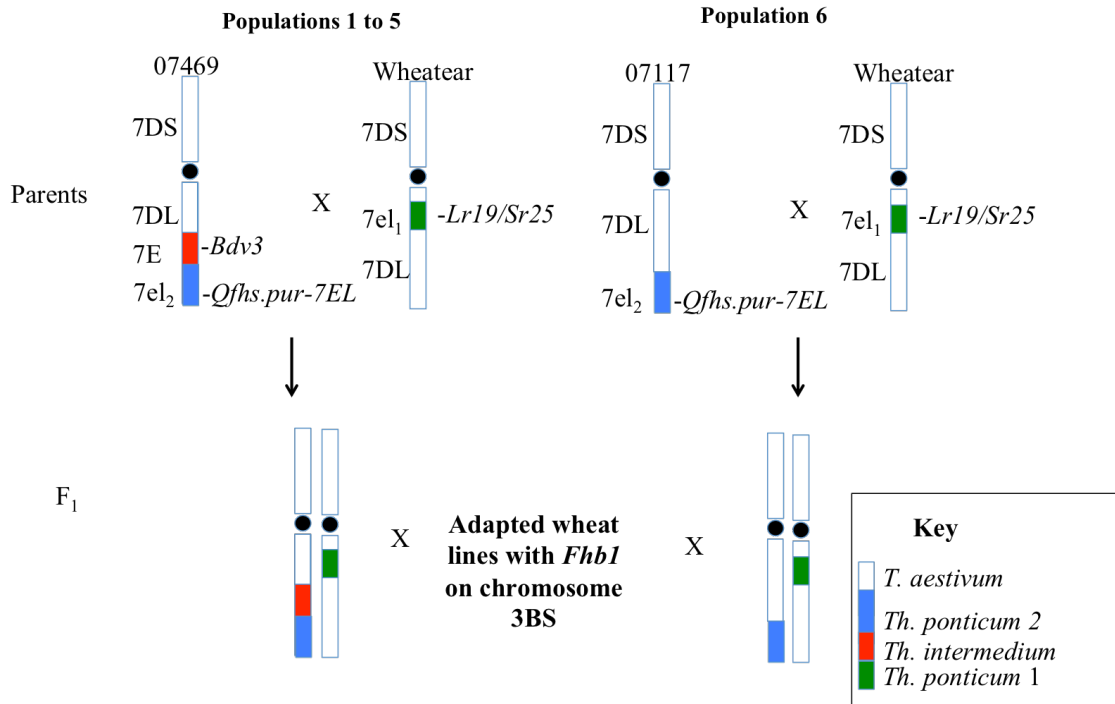 Populations 1 to 5
Population 6
07469
Wheatear
07117
Wheatear
7DS
7DS
7DS
7DS
Parents
X
X
7DL
7E
7el2
-Bdv3
-Qfhs.pur-7EL
7el1
-Lr19/Sr25
7DL
7DL
7el2
-Qfhs.pur-7EL
7el1
-Lr19/Sr25
7DL
F1
X
Adapted wheat
lines with Fhb1
on chromosome
3BS
X
Key
T. aestivum
Th. ponticum 2
Th. intermedium
Th. ponticum 1